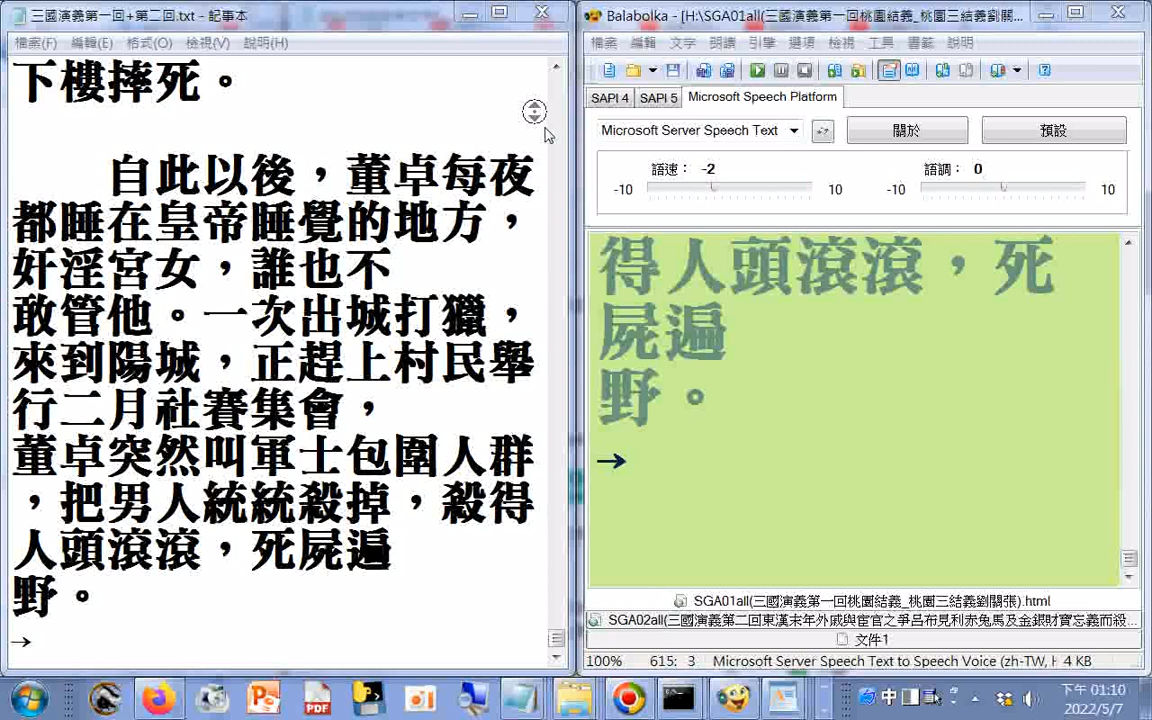 三國演義第一回+第二回.txt - 記事本
檔案(F) 編輯(E) 格式(O) 檢視(V) 說明(H)
下樓摔死。
自此以後，董卓每夜
都睡在皇帝睡覺的地方，
奸淫宮女，誰也不
敢管他。一次出城打獵，
來到陽城，正趕上村民舉
行二月社賽集會，
董卓突然叫軍士包圍人群
，把男人統統殺掉，殺得
人頭滾滾，死屍遍
野。
→
Balabolka - [H:\SGA01all(三國演義第一回桃園結義_桃園三結義劉關...
檔案 編輯 文字 朗讀 引擎 選項 檢視 工具 書籤 說明
SAPI 4 SAPI 5 Microsoft Speech Platform
Microsoft Server Speech Text 關於 預設
語速： -2 語調： 0
-10 10 -10 10
得人頭滾滾，死
屍遍
野。
→
SGA01all(三國演義第一回桃園結義_桃園三結義劉關張).html
SGA02all(三國演義第二回東漢末年外戚與宦官之爭呂布見利赤兔馬及金銀財寶忘義而殺...
文件1
100% 615: 3 Microsoft Server Speech Text to Speech Voice (zh-TW, H 4 KB
中 下午 01:10
2022/5/7